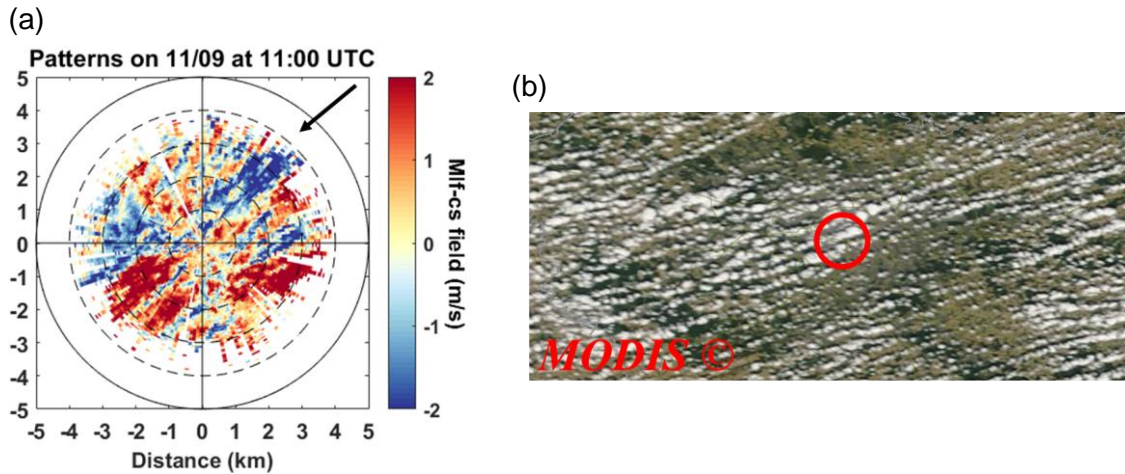 (a)
Patterns on 11/09 at 11:00 UTC
5
4
3
2
1
0
-1
-2
-3
-4
-5
-5 -4 -3 -2 -1 0 1 2 3 4 5
Distance (km)
2
1
0
-1
-2
Mlf-cs field (m/s)
(b)
MODIS ©